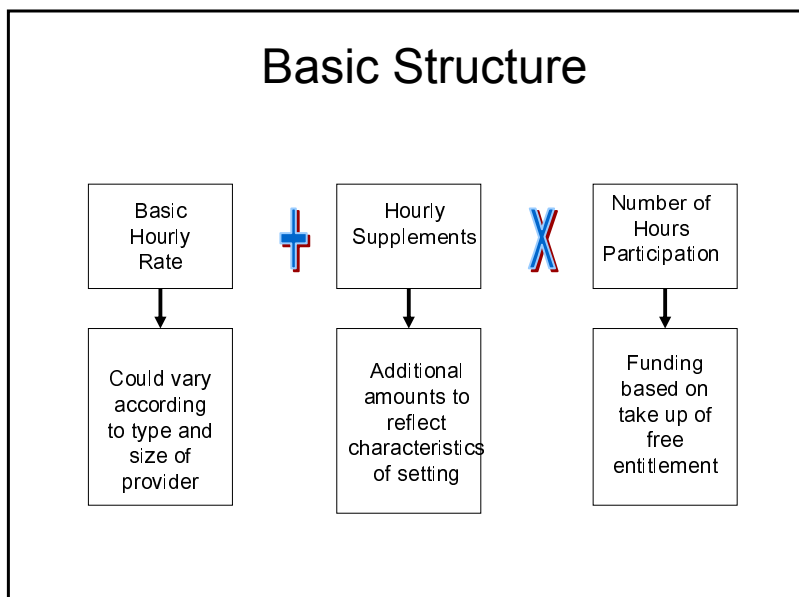 Basic Structure
Basic
Hourly
Rate
+
Hourly
Supplements
X
Number of
Hours
Participation
Could vary
according
to type and
size of
provider
Additional
amounts to
reflect
characteristics
of setting
Funding
based on
take up of
free
entitlement